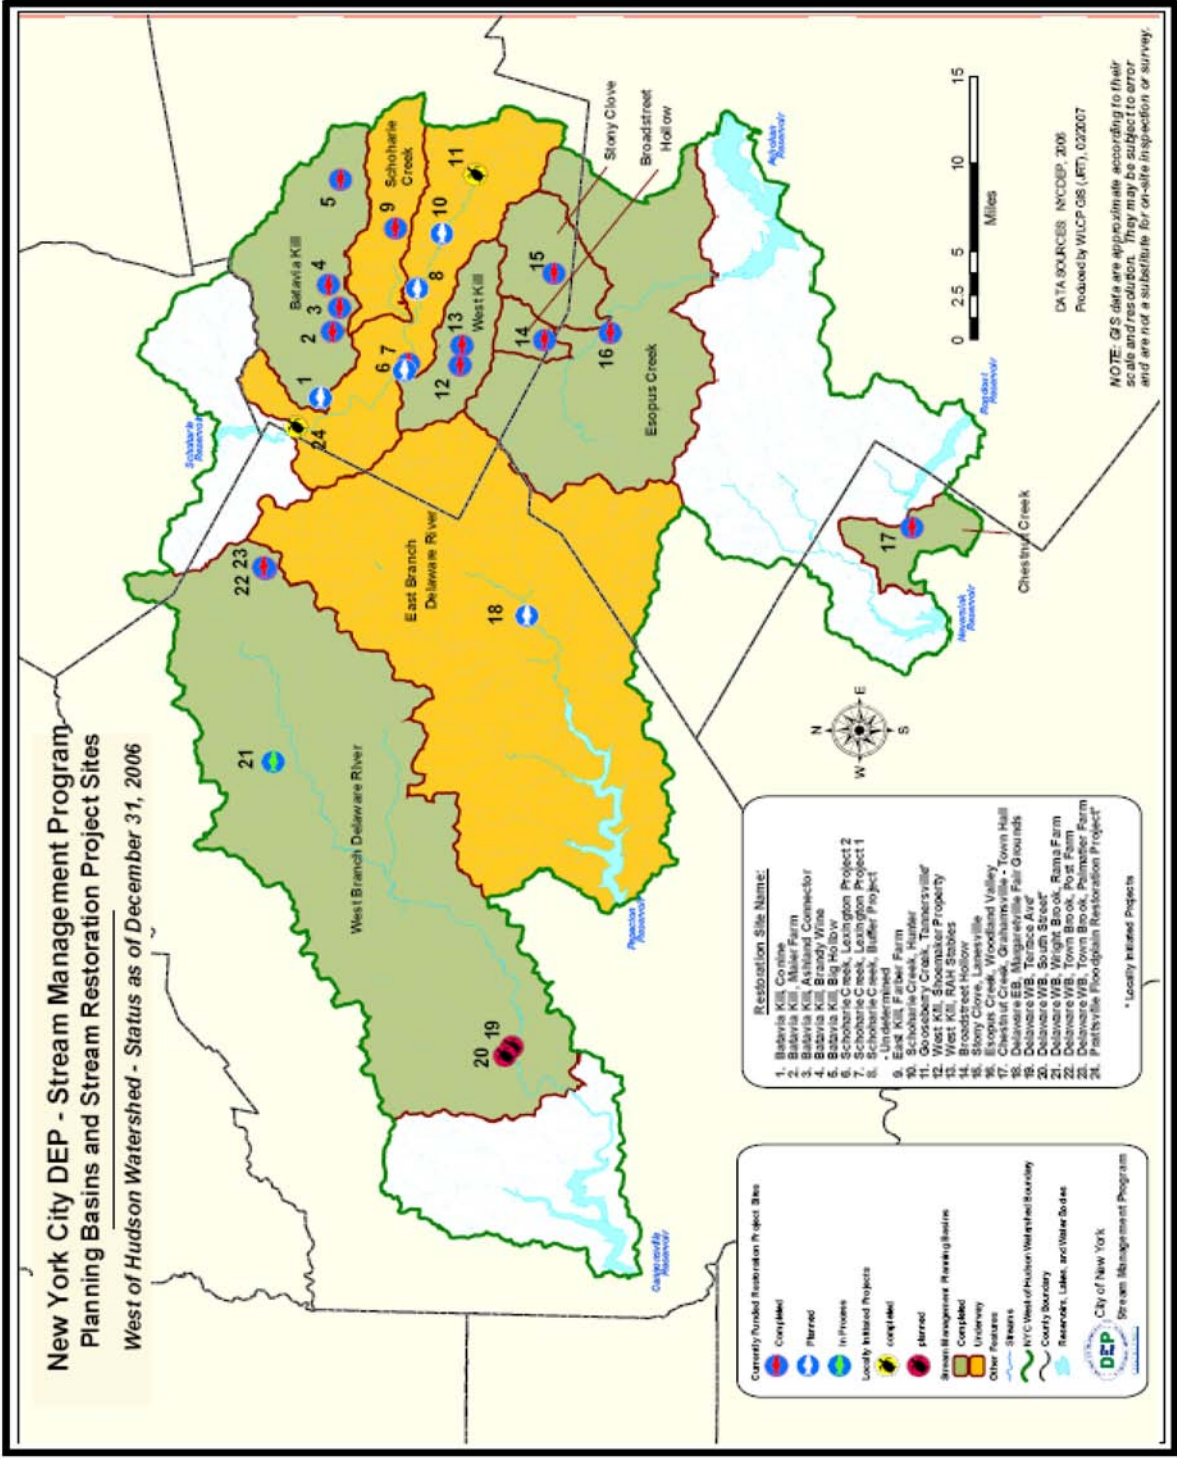 New York City DEP - Stream Management Program
Planning Basins and Stream Restoration Project Sites
West of Hudson Watershed - Status as of December 31, 2006
Schoharie
Reservoir
Batavia Kill
Schoharie
Creek
West Kill
Stony Clove
Broadstreet
Hollow
Esopus Creek
Ashokan
Reservoir
East Branch
Delaware River
West Branch Delaware River
Pepacton
Reservoir
Cannonsville
Reservoir
Neversink
Reservoir
Rondout
Reservoir
Chestnut Creek
1
2
3
4
5
6
7
8
9
10
11
12
13
14
15
16
17
18
19
20
21
22 23
24
N
E
S
W
0 2.5 5 10 15
Miles
DATA SOURCES: NYCDEP, 2006
Produced by WLCP GIS (JRT), 02/2007
NOTE: GIS data are approximate according to their
scale and resolution. They may be subject to error
and are not a substitute for on-site inspection or survey.
Restoration Site Name:
1. Batavia Kill, Conine
2. Batavia Kill, Maier Farm
3. Batavia Kill, Ashland Connector
4. Batavia Kill, Brandy Wine
5. Batavia Kill, Big Hollow
6. Schoharie Creek, Lexington Project 2
7. Schoharie Creek, Lexington Project 1
8. Schoharie Creek, Buffer Project
- Undetermined
9. East Kill, Farber Farm
10. Schoharie Creek, Hunter
11. Gooseberry Creek, Tannersville*
12. West Kill, Shoemaker Property
13. West Kill, RAH Stables
14. Broadstreet Hollow
15. Stony Clove, Lanesville
16. Esopus Creek, Woodland Valley
17. Chestnut Creek, Grahamsville - Town Hall
18. Delaware EB, Margaretville Fair Grounds
19. Delaware WB, Terrace Ave*
20. Delaware WB, South Street*
21. Delaware WB, Wright Brook, Rama Farm
22. Delaware WB, Town Brook, Post Farm
23. Delaware WB, Town Brook, Palmatier Farm
24. Prattsville Floodplain Restoration Project*
* Locally Initiated Projects
Currently Funded Restoration Project Sites
Completed
Planned
In Process
Locally Initiated Projects
completed
planned
Stream Management Planning Basins
Completed
Underway
Other Features
Streams
NYC West of Hudson Watershed Boundary
County Boundary
Reservoirs, Lakes, and Water Bodies
DEP
City of New York
Stream Management Program